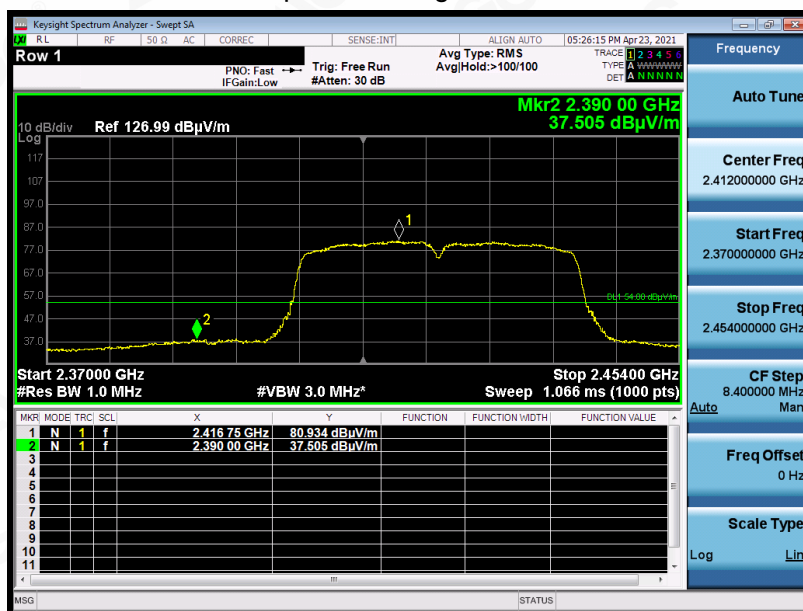 Keysight Spectrum Analyzer - Swept SA
LXI RL RF 50 Ω AC CORREC SENSE:INT ALIGN AUTO 05:26:15 PM Apr 23, 2021
Row 1
PNO: Fast
IFGain:Low
Trig: Free Run
#Atten: 30 dB
Avg Type: RMS
Avg|Hold:>100/100
TRACE 1 2 3 4 5 6
TYPE A WWWWW
DET A N N N N N
Mkr2 2.390 00 GHz
37.505 dBµV/m
10 dB/div Ref 126.99 dBµV/m
Log
117
107
97.0
87.0
77.0
67.0
57.0
47.0
37.0
1
2
DL1 54.00 dBµV/m
Start 2.37000 GHz
Stop 2.45400 GHz
#Res BW 1.0 MHz
#VBW 3.0 MHz*
Sweep 1.066 ms (1000 pts)
MKR MODE TRC SCL X Y FUNCTION FUNCTION WIDTH FUNCTION VALUE
1 N 1 f 2.416 75 GHz 80.934 dBµV/m
2 N 1 f 2.390 00 GHz 37.505 dBµV/m
3
4
5
6
7
8
9
10
11
MSG STATUS
Frequency
Auto Tune
Center Freq
2.412000000 GHz
Start Freq
2.370000000 GHz
Stop Freq
2.454000000 GHz
CF Step
8.400000 MHz
Auto Man
Freq Offset
0 Hz
Scale Type
Log Lin